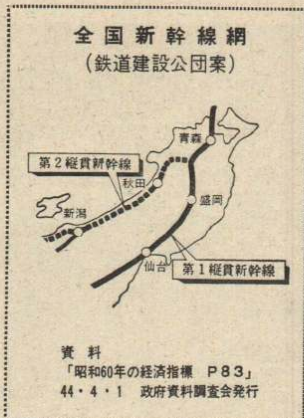 全国新幹線網
(鉄道建設公団案)
青森
第2縦貫新幹線
秋田
盛岡
新潟
仙台
第1縦貫新幹線
資料
「昭和60年の経済指標 P83」
44・4・1 政府資料調査会発行